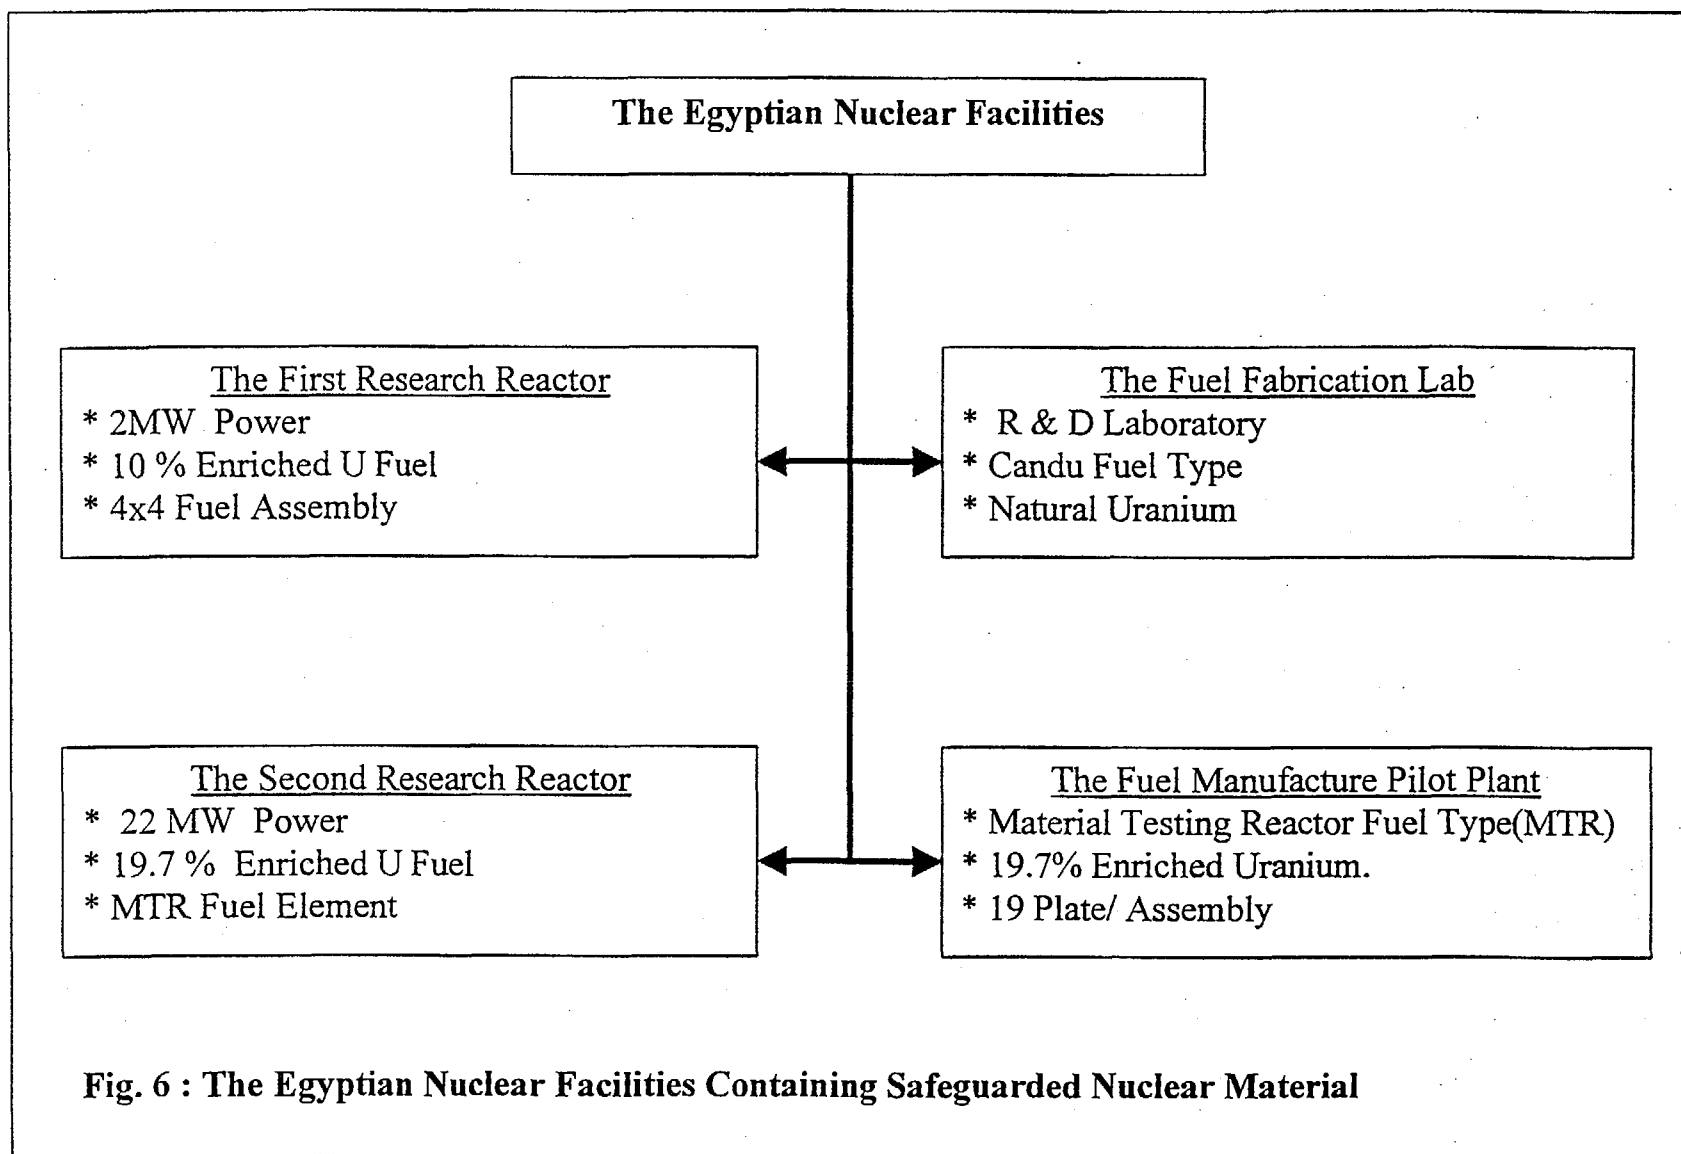 The Egyptian Nuclear Facilities
The First Research Reactor
* 2MW Power
* 10 % Enriched U Fuel
* 4x4 Fuel Assembly
The Fuel Fabrication Lab
* R & D Laboratory
* Candu Fuel Type
* Natural Uranium
The Second Research Reactor
* 22 MW Power
* 19.7 % Enriched U Fuel
* MTR Fuel Element
The Fuel Manufacture Pilot Plant
* Material Testing Reactor Fuel Type(MTR)
* 19.7% Enriched Uranium.
* 19 Plate/ Assembly
Fig. 6 : The Egyptian Nuclear Facilities Containing Safeguarded Nuclear Material